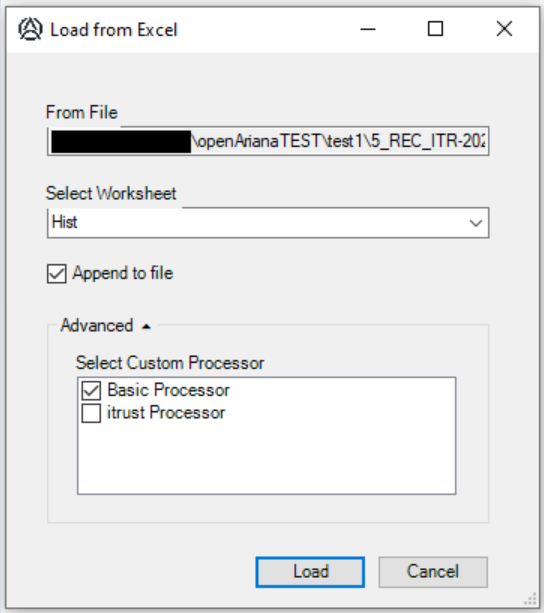 Load from Excel
From File
\openArianaTEST\test1\5_REC_ITR-202
Select Worksheet
Hist
Append to file
Advanced
Select Custom Processor
Basic Processor
itrust Processor
Load Cancel